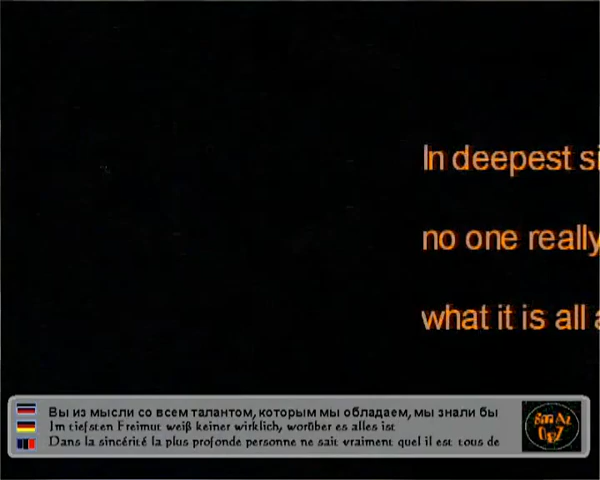 In deepest si
no one really
what it is all a
Вы из мысли со всем талантом, которым мы обладаем, мы знали бы
Im tiefsten Freimut weiß keiner wirklich, worüber es alles ist
Dans la sincérité la plus profonde personne ne sait vraiment quel il est tous de